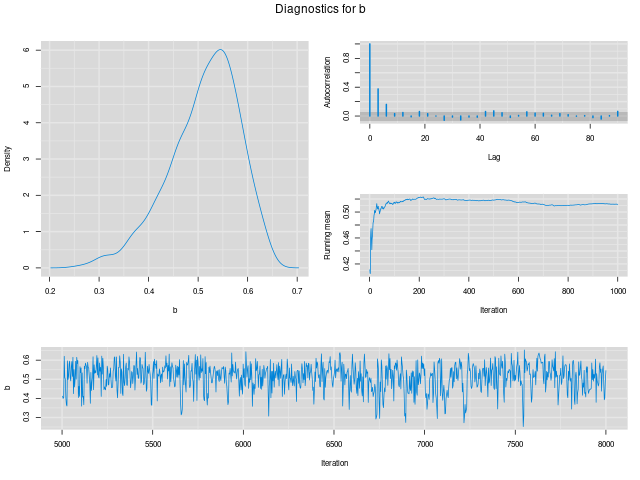 Diagnostics for b
Density
6
5
4
3
2
1
0
0.2 0.3 0.4 0.5 0.6 0.7
b
Autocorrelation
0.8
0.4
0.0
0 20 40 60 80
Lag
Running mean
0.50
0.46
0.42
0 200 400 600 800 1000
Iteration
b
0.6
0.5
0.4
0.3
5000 5500 6000 6500 7000 7500 8000
Iteration